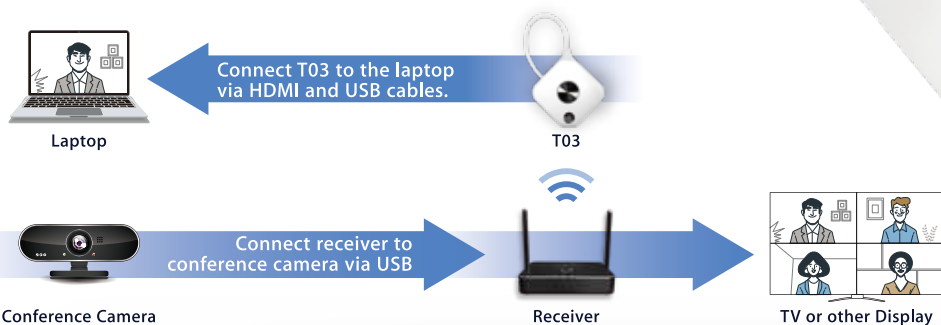 Connect T03 to the laptop
via HDMI and USB cables.
Laptop
T03
Connect receiver to
conference camera via USB
Conference Camera
Receiver
TV or other Display